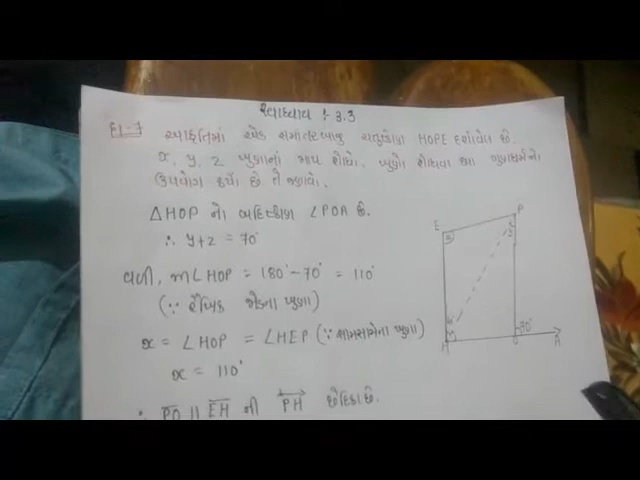 સ્વાધ્યાય :- 3.3
દા-1 આકૃતિમાં એક સમાંતરબાજુ ચતુષ્કોણ HOPE દર્શાવેલ છે.
x, y, z ખૂણાનાં માપ શોધો. ખૂણો શોધવા કયા ગુણધર્મનો
ઉપયોગ કર્યો છે તે જણાવો.
ΔHOP નો બહિષ્કોણ ∠POA છે.
∴ y+z = 70°
વળી, m∠HOP = 180° - 70° = 110°
(∵ રૈખિક જોડના ખૂણા)
x = ∠HOP = ∠HEP (∵ સામસામેના ખૂણા)
x = 110°
∴ PO || EH ની PH છેદિકા છે.
E
P
x
y
z
70°
H
O
A